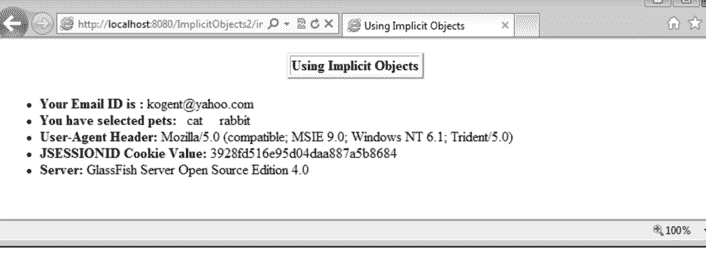 http://localhost:8080/ImplicitObjects2/ir
Using Implicit Objects
Using Implicit Objects
Your Email ID is : kogent@yahoo.com
You have selected pets: cat rabbit
User-Agent Header: Mozilla/5.0 (compatible; MSIE 9.0; Windows NT 6.1; Trident/5.0)
JSESSIONID Cookie Value: 3928fd516e95d04daa887a5b8684
Server: GlassFish Server Open Source Edition 4.0
100%